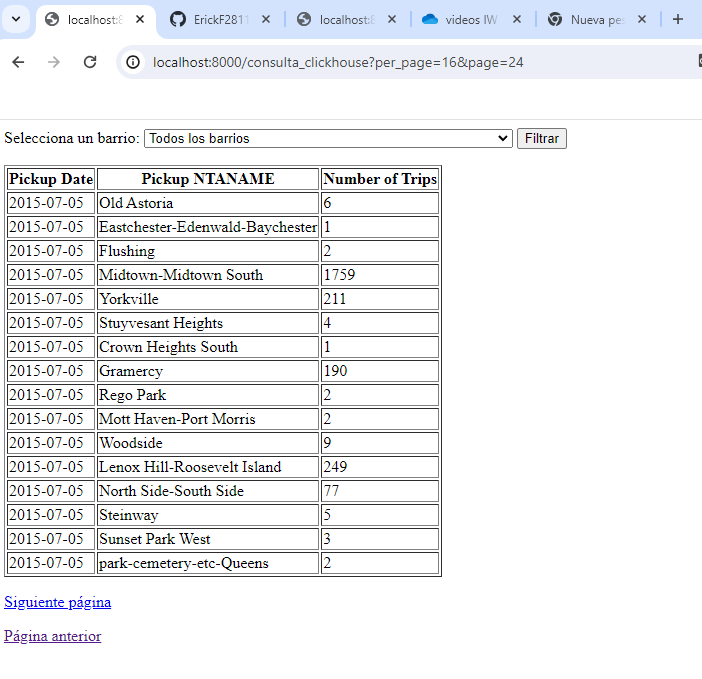 localhost:8 ErickF2811 localhost:8 videos IW Nueva pes
localhost:8000/consulta_clickhouse?per_page=16&page=24
Selecciona un barrio: Todos los barrios Filtrar
Pickup Date Pickup NTANAME Number of Trips
2015-07-05 Old Astoria 6
2015-07-05 Eastchester-Edenwald-Baychester 1
2015-07-05 Flushing 2
2015-07-05 Midtown-Midtown South 1759
2015-07-05 Yorkville 211
2015-07-05 Stuyvesant Heights 4
2015-07-05 Crown Heights South 1
2015-07-05 Gramercy 190
2015-07-05 Rego Park 2
2015-07-05 Mott Haven-Port Morris 2
2015-07-05 Woodside 9
2015-07-05 Lenox Hill-Roosevelt Island 249
2015-07-05 North Side-South Side 77
2015-07-05 Steinway 5
2015-07-05 Sunset Park West 3
2015-07-05 park-cemetery-etc-Queens 2
Siguiente página
Página anterior